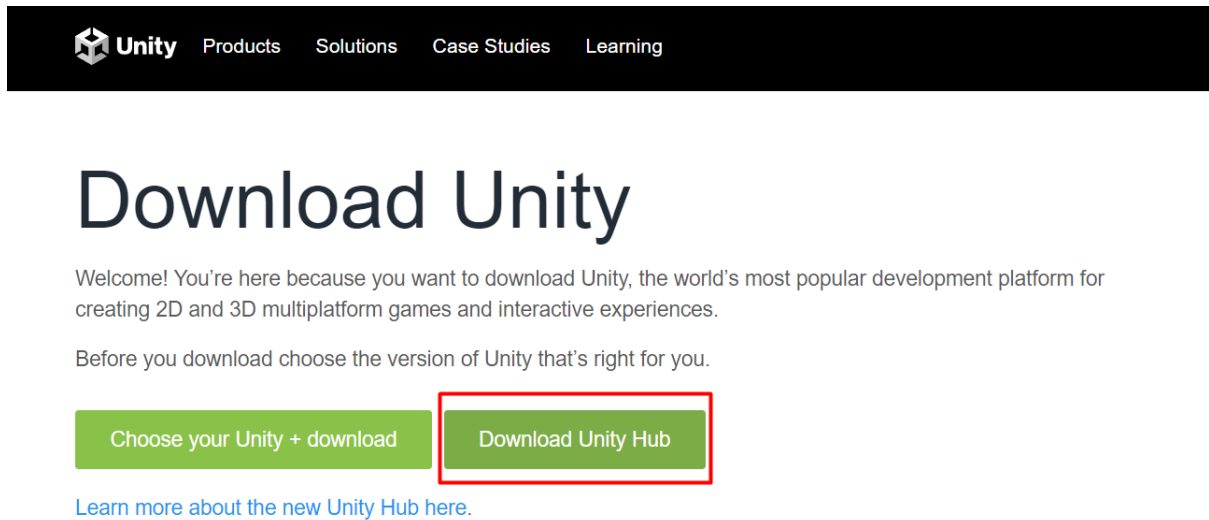 Unity Products Solutions Case Studies Learning
Download Unity
Welcome! You’re here because you want to download Unity, the world’s most popular development platform for
creating 2D and 3D multiplatform games and interactive experiences.
Before you download choose the version of Unity that’s right for you.
Choose your Unity + download Download Unity Hub
Learn more about the new Unity Hub here.